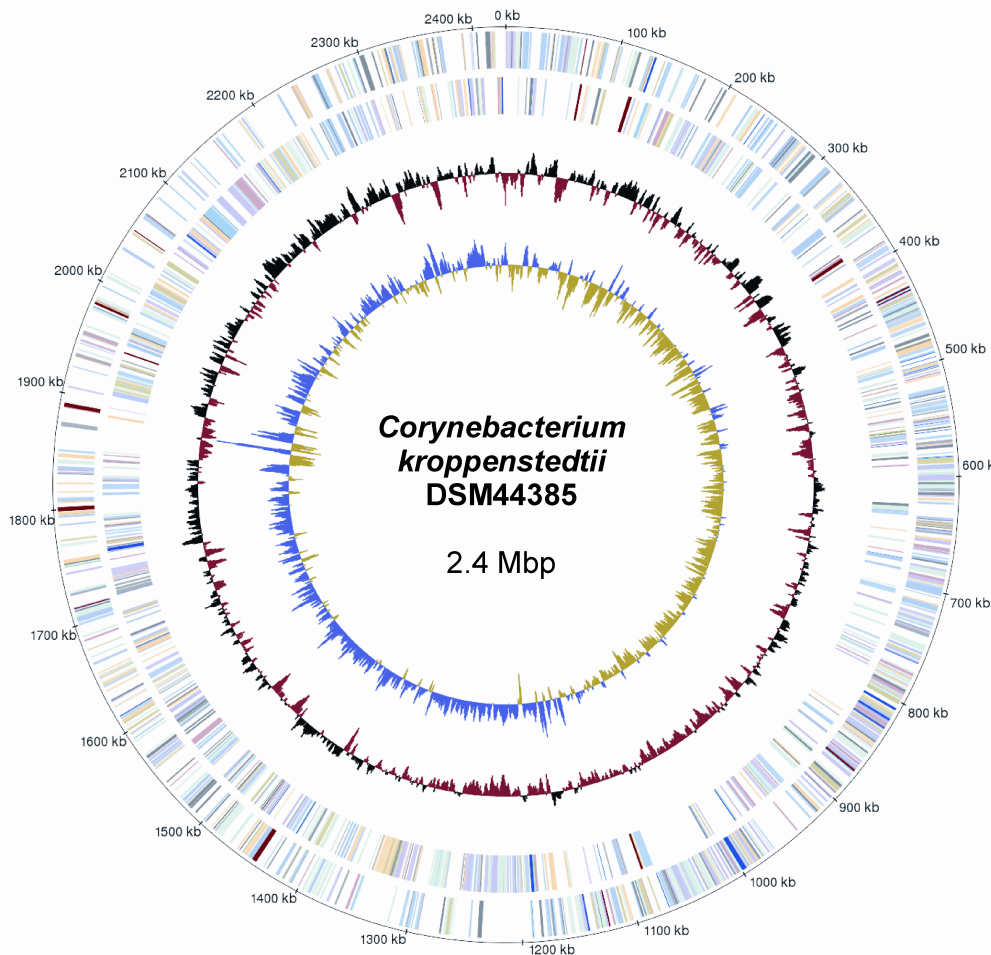 0 kb
100 kb
200 kb
300 kb
400 kb
500 kb
600 k
700 kb
800 kb
900 kb
1000 kb
1100 kb
1200 kb
1300 kb
1400 kb
1500 kb
1600 kb
1700 kb
1800 kb
1900 kb
2000 kb
2100 kb
2200 kb
2300 kb
2400 kb
Corynebacterium
kroppenstedtii
DSM44385
2.4 Mbp